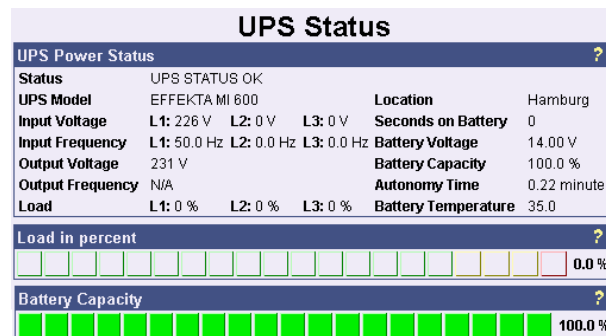 UPS Status
UPS Power Status ?
Status UPS STATUS OK
UPS Model EFFEKTA MI 600 Location Hamburg
Input Voltage L1: 226 V L2: 0 V L3: 0 V Seconds on Battery 0
Input Frequency L1: 50.0 Hz L2: 0.0 Hz L3: 0.0 Hz Battery Voltage 14.00 V
Output Voltage 231 V Battery Capacity 100.0 %
Output Frequency N/A Autonomy Time 0.22 minute
Load L1: 0 % L2: 0 % L3: 0 % Battery Temperature 35.0
Load in percent ?
0.0 %
Battery Capacity ?
100.0 %